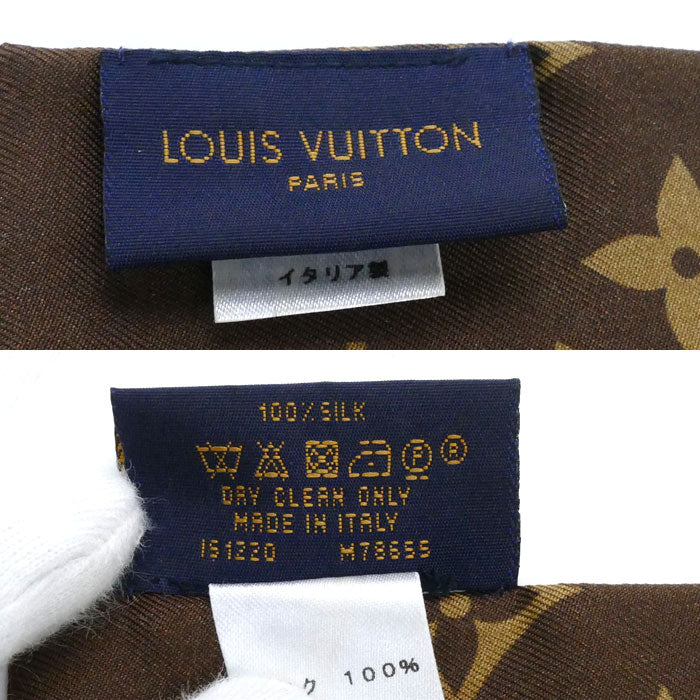 LOUIS VUITTON
PARIS
イタリア製
100% SILK
DRY CLEAN ONLY
MADE IN ITALY
IS1220 M78655
ク 100%